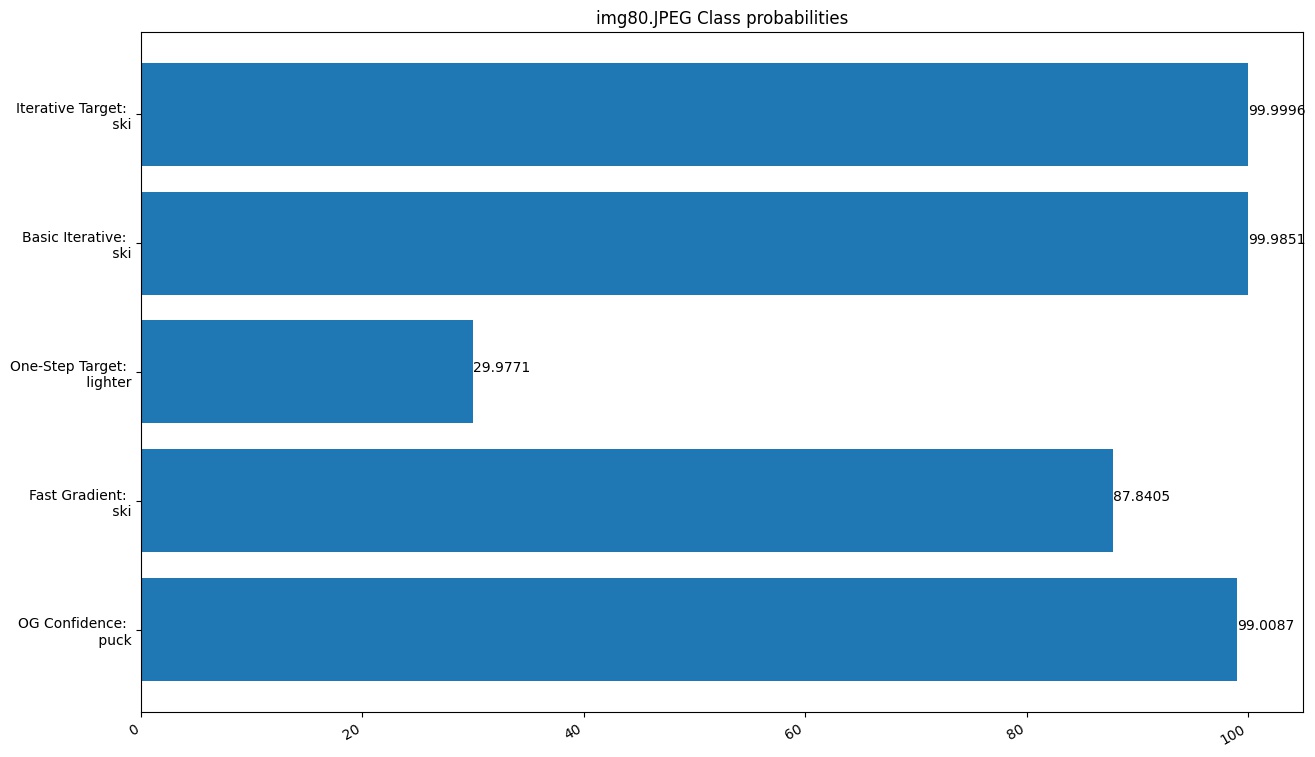 img80.JPEG Class probabilities
Iterative Target:
ski
99.9996
Basic Iterative:
ski
99.9851
One-Step Target:
lighter
29.9771
Fast Gradient:
ski
87.8405
OG Confidence:
puck
99.0087
0
20
40
60
80
100